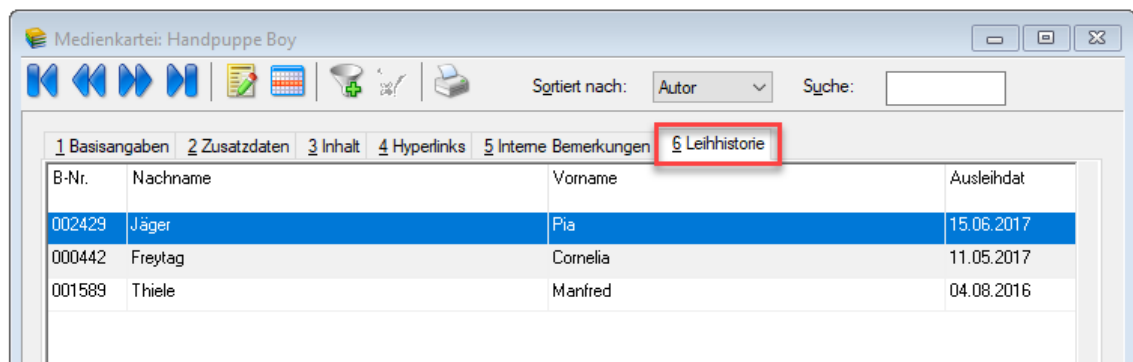 Medienkartei: Handpuppe Boy
Sortiert nach: Autor Suche:
1 Basisangaben 2 Zusatzdaten 3 Inhalt 4 Hyperlinks 5 Interne Bemerkungen 6 Leihhistorie
B-Nr. Nachname Vorname Ausleihdat
002429 Jäger Pia 15.06.2017
000442 Freytag Cornelia 11.05.2017
001589 Thiele Manfred 04.08.2016